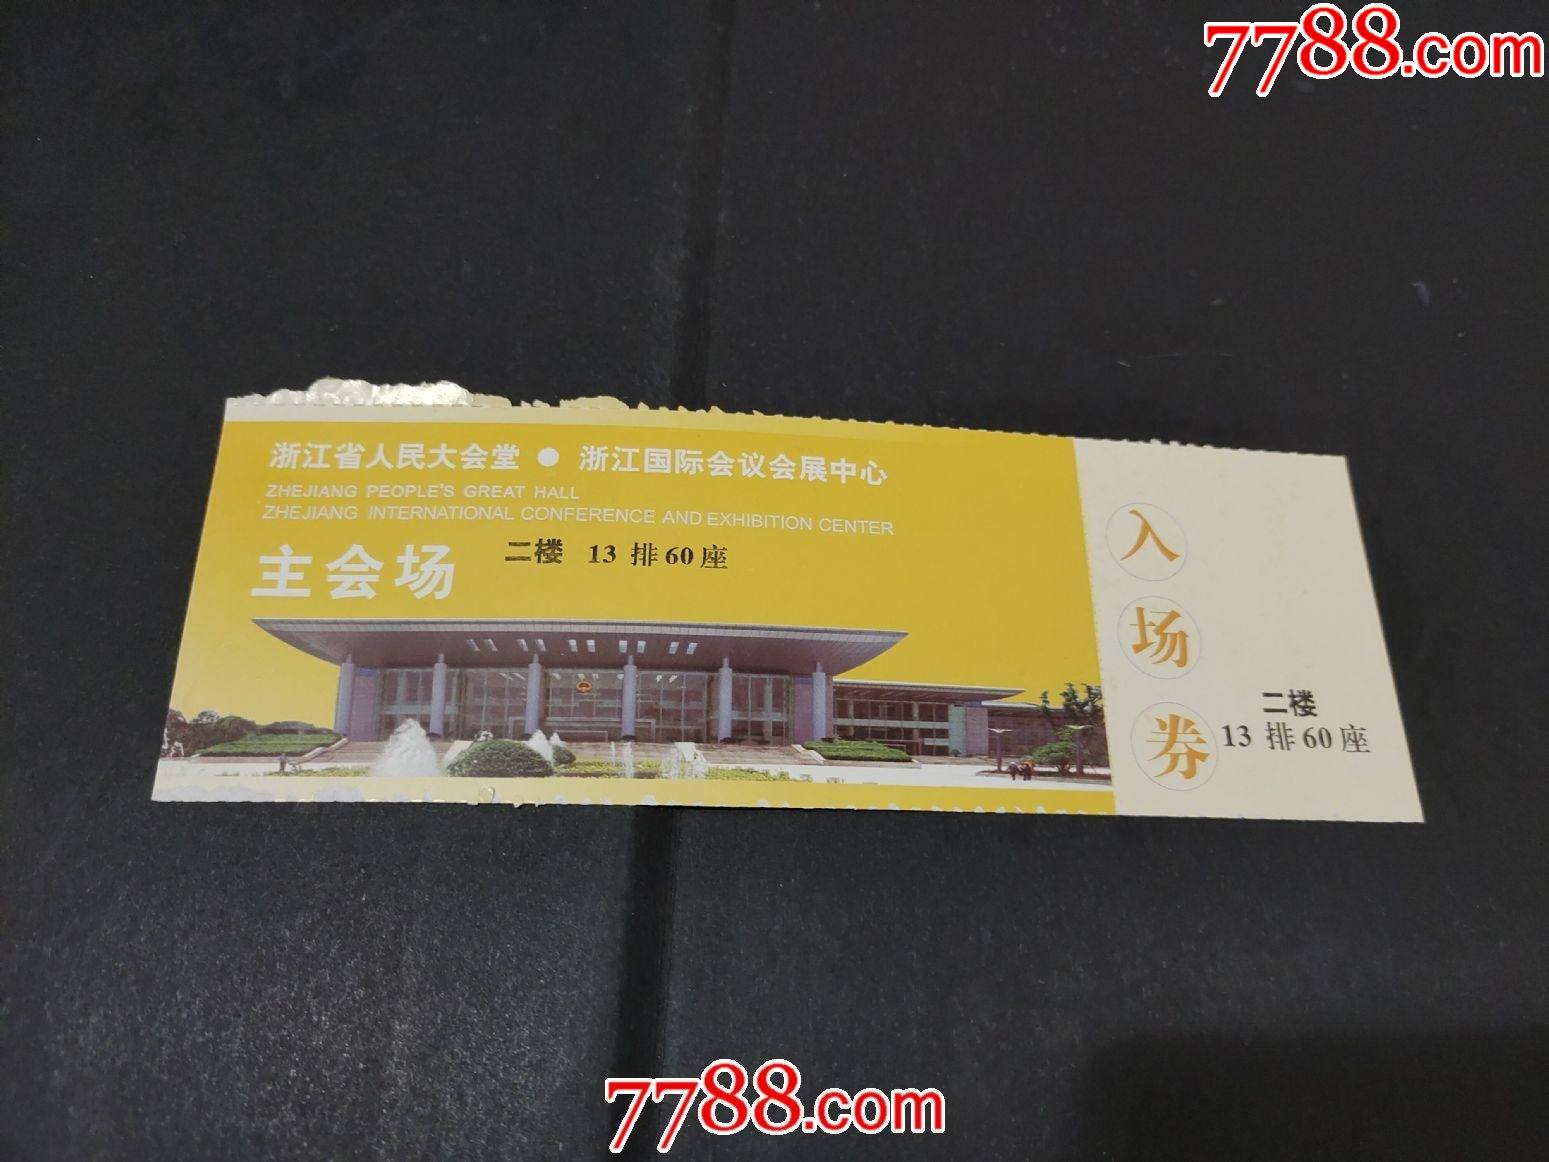 7788.com
浙江省人民大会堂 ● 浙江国际会议会展中心
ZHEJIANG PEOPLE'S GREAT HALL
ZHEJIANG INTERNATIONAL CONFERENCE AND EXHIBITION CENTER
主会场 二楼 13 排 60 座
入
场
券
二楼
13 排 60 座
7788.com